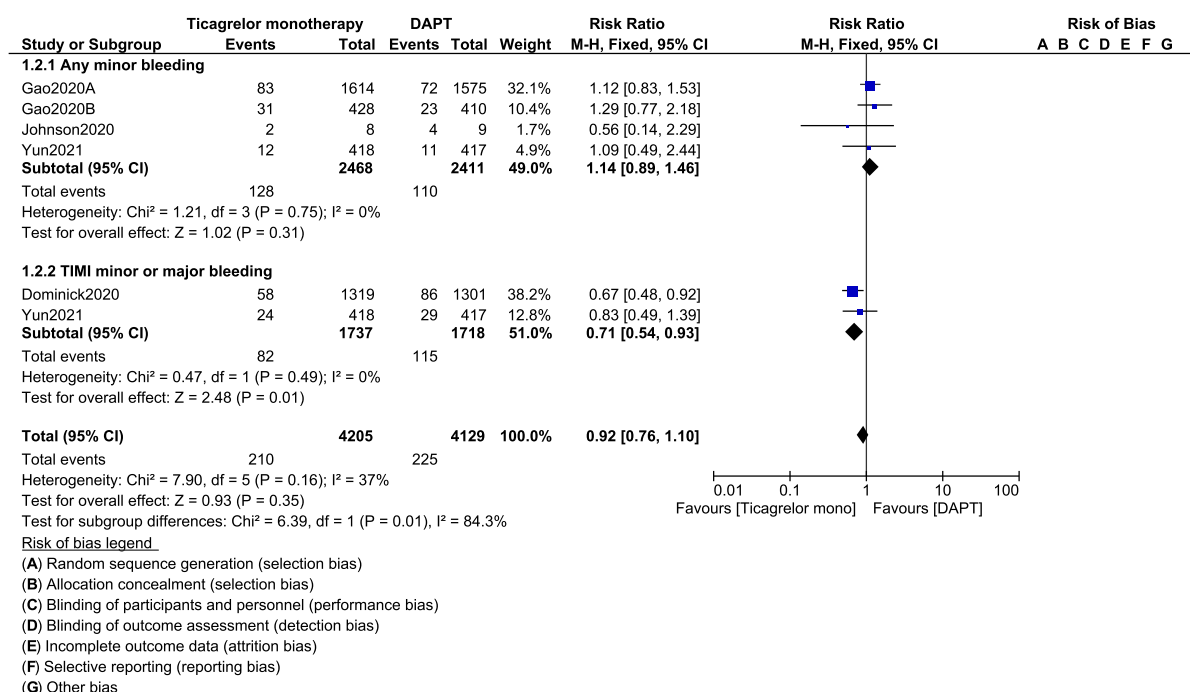 Ticagrelor monotherapy DAPT Risk Ratio Risk Ratio Risk of Bias
Study or Subgroup Events Total Events Total Weight M-H, Fixed, 95% CI M-H, Fixed, 95% CI A B C D E F G
1.2.1 Any minor bleeding
Gao2020A 83 1614 72 1575 32.1% 1.12 [0.83, 1.53]
Gao2020B 31 428 23 410 10.4% 1.29 [0.77, 2.18]
Johnson2020 2 8 4 9 1.7% 0.56 [0.14, 2.29]
Yun2021 12 418 11 417 4.9% 1.09 [0.49, 2.44]
Subtotal (95% CI) 2468 2411 49.0% 1.14 [0.89, 1.46]
Total events 128 110
Heterogeneity: Chi² = 1.21, df = 3 (P = 0.75); I² = 0%
Test for overall effect: Z = 1.02 (P = 0.31)
1.2.2 TIMI minor or major bleeding
Dominick2020 58 1319 86 1301 38.2% 0.67 [0.48, 0.92]
Yun2021 24 418 29 417 12.8% 0.83 [0.49, 1.39]
Subtotal (95% CI) 1737 1718 51.0% 0.71 [0.54, 0.93]
Total events 82 115
Heterogeneity: Chi² = 0.47, df = 1 (P = 0.49); I² = 0%
Test for overall effect: Z = 2.48 (P = 0.01)
Total (95% CI) 4205 4129 100.0% 0.92 [0.76, 1.10]
Total events 210 225
Heterogeneity: Chi² = 7.90, df = 5 (P = 0.16); I² = 37%
Test for overall effect: Z = 0.93 (P = 0.35)
Test for subgroup differences: Chi² = 6.39, df = 1 (P = 0.01), I² = 84.3%
0.01 0.1 1 10 100
Favours [Ticagrelor mono] Favours [DAPT]
Risk of bias legend
(A) Random sequence generation (selection bias)
(B) Allocation concealment (selection bias)
(C) Blinding of participants and personnel (performance bias)
(D) Blinding of outcome assessment (detection bias)
(E) Incomplete outcome data (attrition bias)
(F) Selective reporting (reporting bias)
(G) Other bias